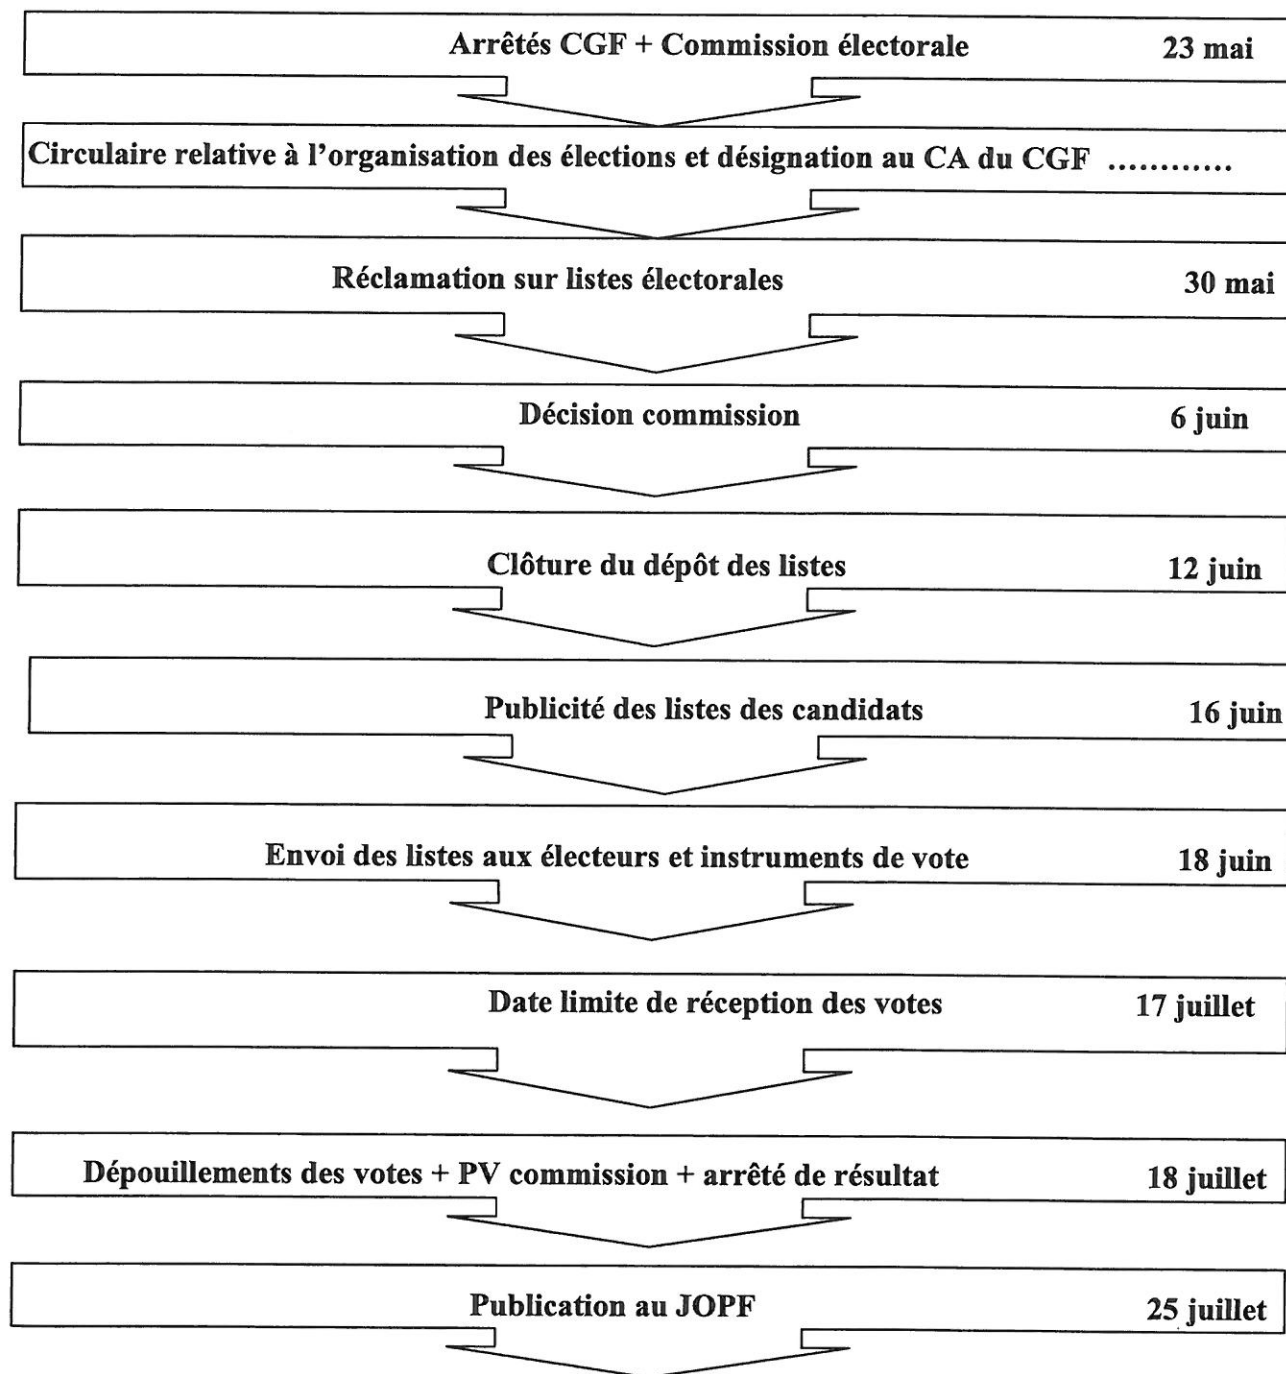 Arrêtés CGF + Commission électorale 23 mai
Circulaire relative à l'organisation des élections et désignation au CA du CGF ............
Réclamation sur listes électorales 30 mai
Décision commission 6 juin
Clôture du dépôt des listes 12 juin
Publicité des listes des candidats 16 juin
Envoi des listes aux électeurs et instruments de vote 18 juin
Date limite de réception des votes 17 juillet
Dépouillements des votes + PV commission + arrêté de résultat 18 juillet
Publication au JOPF 25 juillet